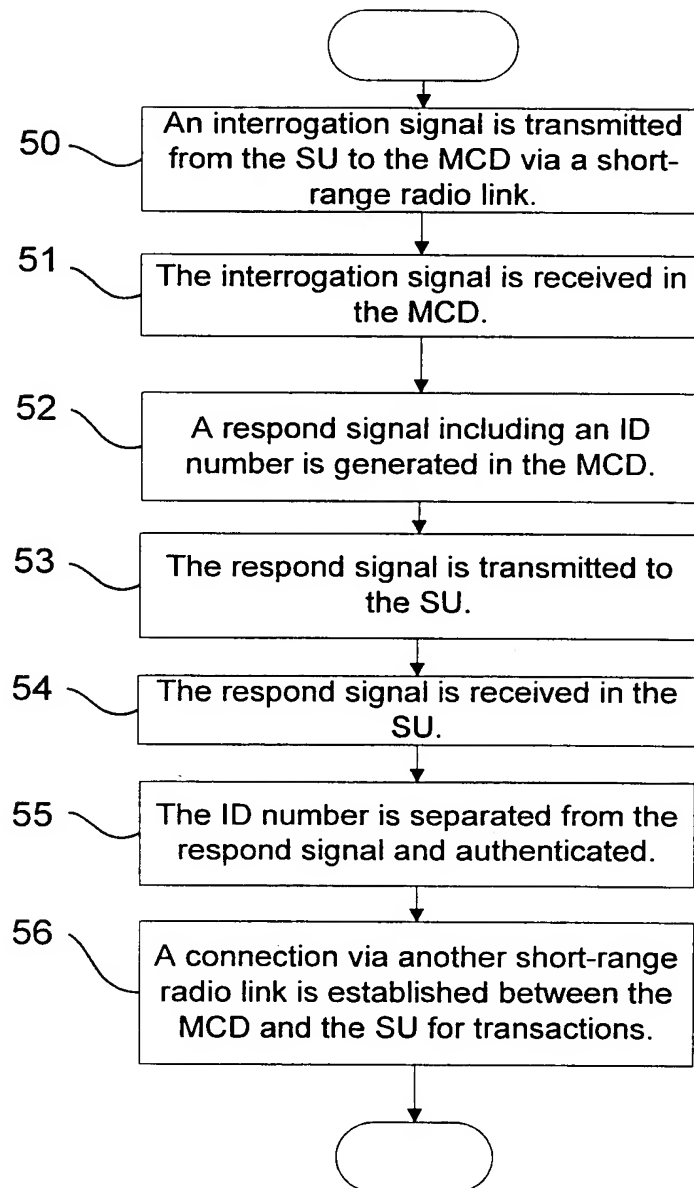 50
An interrogation signal is transmitted
from the SU to the MCD via a short-
range radio link.
51
The interrogation signal is received in
the MCD.
52
A respond signal including an ID
number is generated in the MCD.
53
The respond signal is transmitted to
the SU.
54
The respond signal is received in the
SU.
55
The ID number is separated from the
respond signal and authenticated.
56
A connection via another short-range
radio link is established between the
MCD and the SU for transactions.